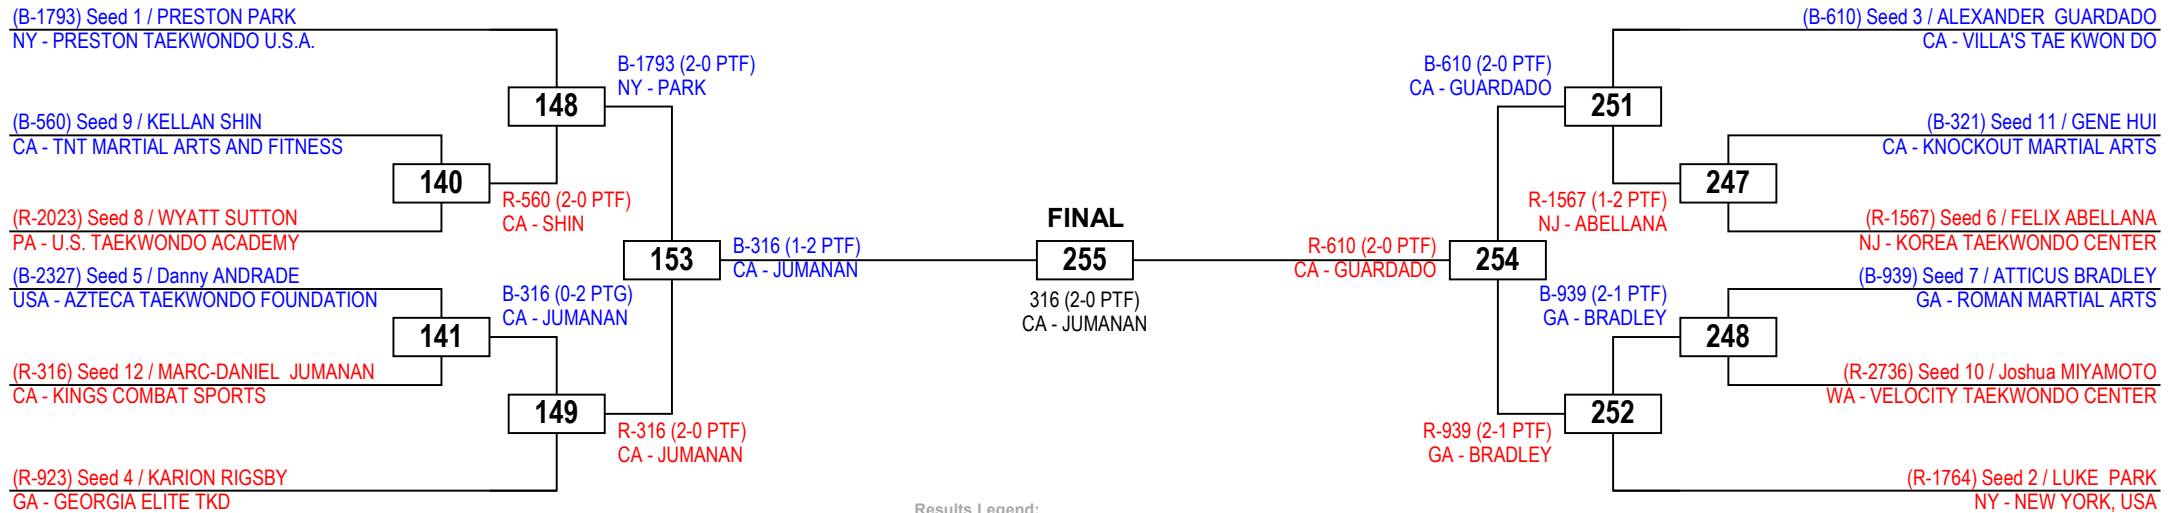 (B-1793) Seed 1 / PRESTON PARK
NY - PRESTON TAEKWONDO U.S.A.
B-1793 (2-0 PTF)
NY - PARK
148
(B-560) Seed 9 / KELLAN SHIN
CA - TNT MARTIAL ARTS AND FITNESS
140
R-560 (2-0 PTF)
CA - SHIN
(R-2023) Seed 8 / WYATT SUTTON
PA - U.S. TAEKWONDO ACADEMY
153
B-316 (1-2 PTF)
CA - JUMANAN
(B-2327) Seed 5 / Danny ANDRADE
USA - AZTECA TAEKWONDO FOUNDATION
B-316 (0-2 PTG)
CA - JUMANAN
141
(R-316) Seed 12 / MARC-DANIEL JUMANAN
CA - KINGS COMBAT SPORTS
149
R-316 (2-0 PTF)
CA - JUMANAN
(R-923) Seed 4 / KARION RIGSBY
GA - GEORGIA ELITE TKD
FINAL
255
316 (2-0 PTF)
CA - JUMANAN
(B-610) Seed 3 / ALEXANDER GUARDADO
CA - VILLA'S TAE KWON DO
B-610 (2-0 PTF)
CA - GUARDADO
251
(B-321) Seed 11 / GENE HUI
CA - KNOCKOUT MARTIAL ARTS
247
R-1567 (1-2 PTF)
NJ - ABELLANA
(R-1567) Seed 6 / FELIX ABELLANA
NJ - KOREA TAEKWONDO CENTER
R-610 (2-0 PTF)
CA - GUARDADO
254
(B-939) Seed 7 / ATTICUS BRADLEY
GA - ROMAN MARTIAL ARTS
B-939 (2-1 PTF)
GA - BRADLEY
248
(R-2736) Seed 10 / Joshua MIYAMOTO
WA - VELOCITY TAEKWONDO CENTER
252
R-939 (2-1 PTF)
GA - BRADLEY
(R-1764) Seed 2 / LUKE PARK
NY - NEW YORK, USA
Results Legend: